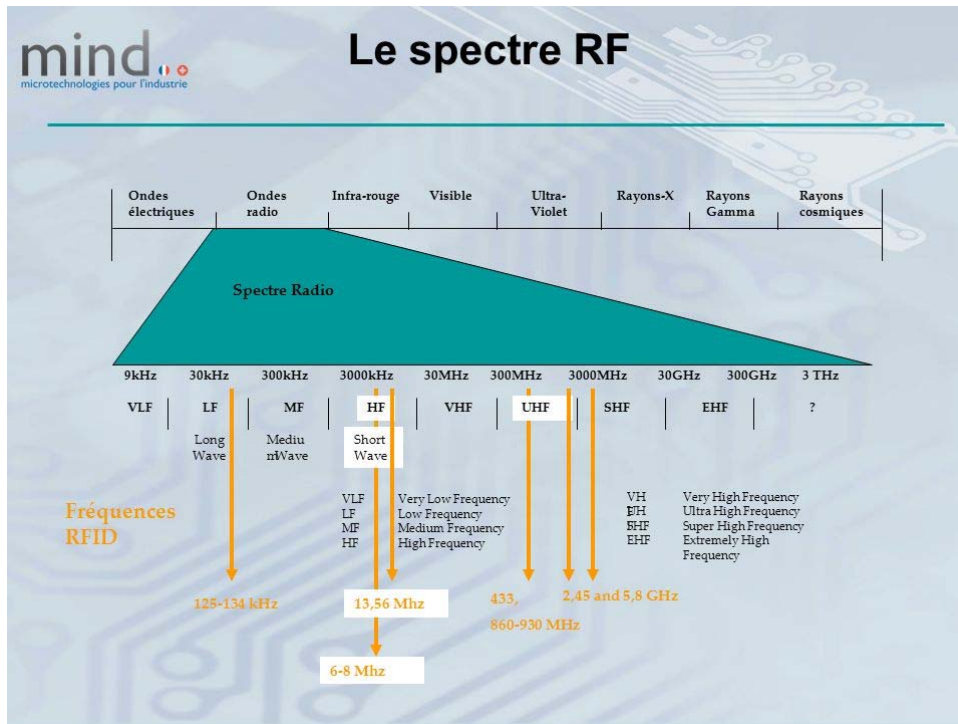 mind
microtechnologies pour l'industrie
Le spectre RF
Ondes électriques
Ondes radio
Infra-rouge
Visible
Ultra-Violet
Rayons-X
Rayons Gamma
Rayons cosmiques
Spectre Radio
9kHz 30kHz 300kHz 3000kHz 30MHz 300MHz 3000MHz 30GHz 300GHz 3 THz
VLF LF MF HF VHF UHF SHF EHF ?
Long Wave
Mediu
mWave
Short Wave
Fréquences
RFID
VLF Very Low Frequency
LF Low Frequency
MF Medium Frequency
HF High Frequency
VH Very High Frequency
UH Ultra High Frequency
SHF Super High Frequency
EHF Extremely High
Frequency
125-134 kHz
13,56 Mhz
433,
860-930 MHz
2,45 and 5,8 GHz
6-8 Mhz